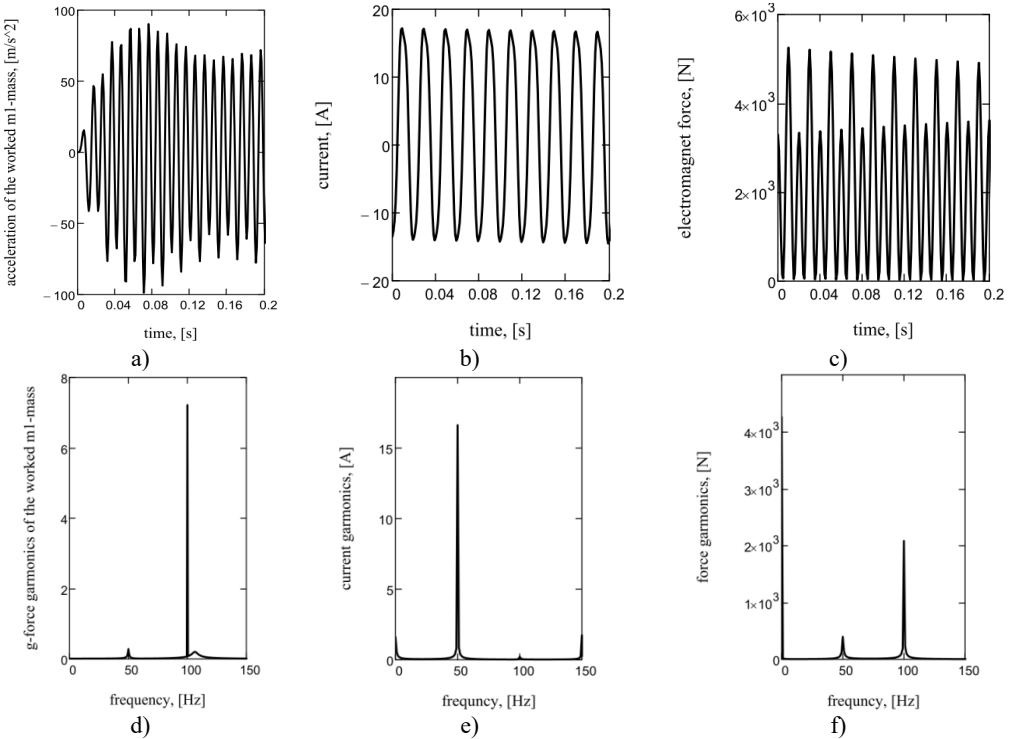 acceleration of the worked m1-mass, [m/s^2]
100
50
0
– 50
– 100
0 0.04 0.08 0.12 0.16 0.2
time, [s]
a)
current, [A]
20
10
0
– 10
– 20
0 0.04 0.08 0.12 0.16 0.2
time, [s]
b)
electromagnet force, [N]
6×10³
4×10³
2×10³
0
0 0.04 0.08 0.12 0.16 0.2
time, [s]
c)
g-force garmonics of the worked m1-mass
8
6
4
2
0
0 50 100 150
frequency, [Hz]
d)
current garmonics, [A]
15
10
5
0
0 50 100 150
frequncy, [Hz]
e)
force garmonics, [N]
4×10³
3×10³
2×10³
1×10³
0
0 50 100 150
frequncy, [Hz]
f)